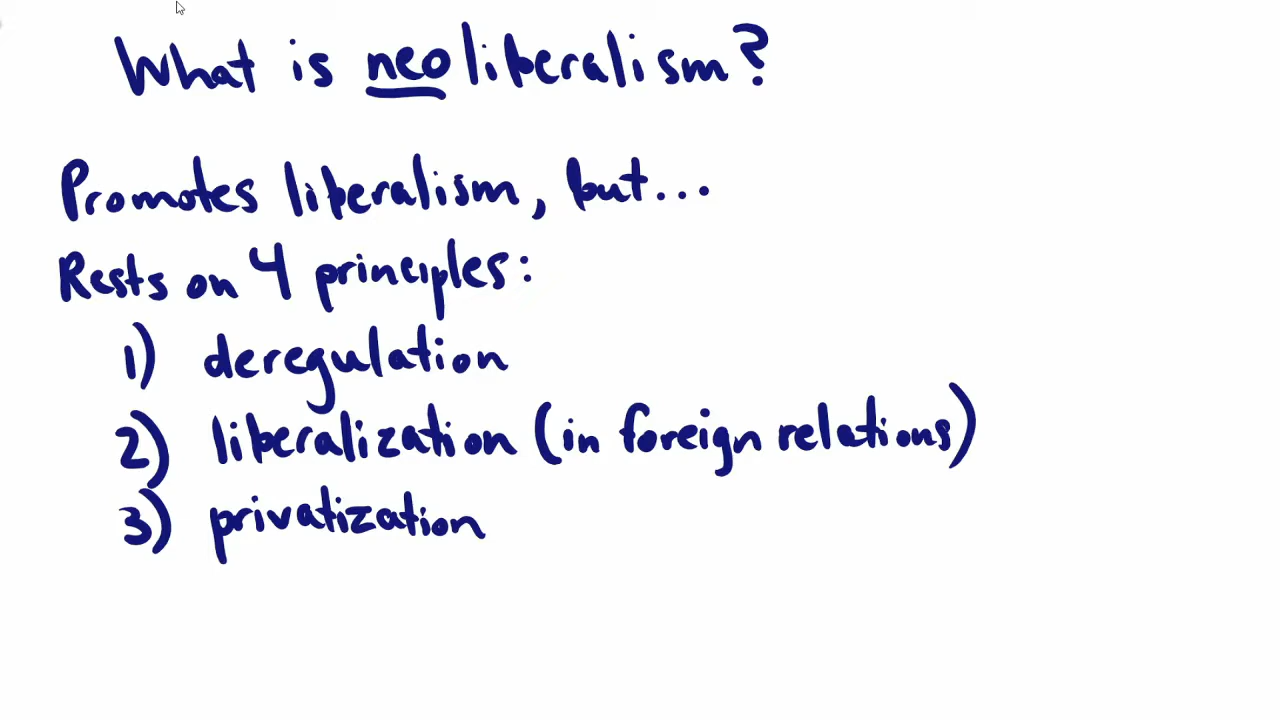 What is neoliberalism?
Promotes liberalism, but...
Rests on 4 principles:
1) deregulation
2) liberalization (in foreign relations)
3) privatization